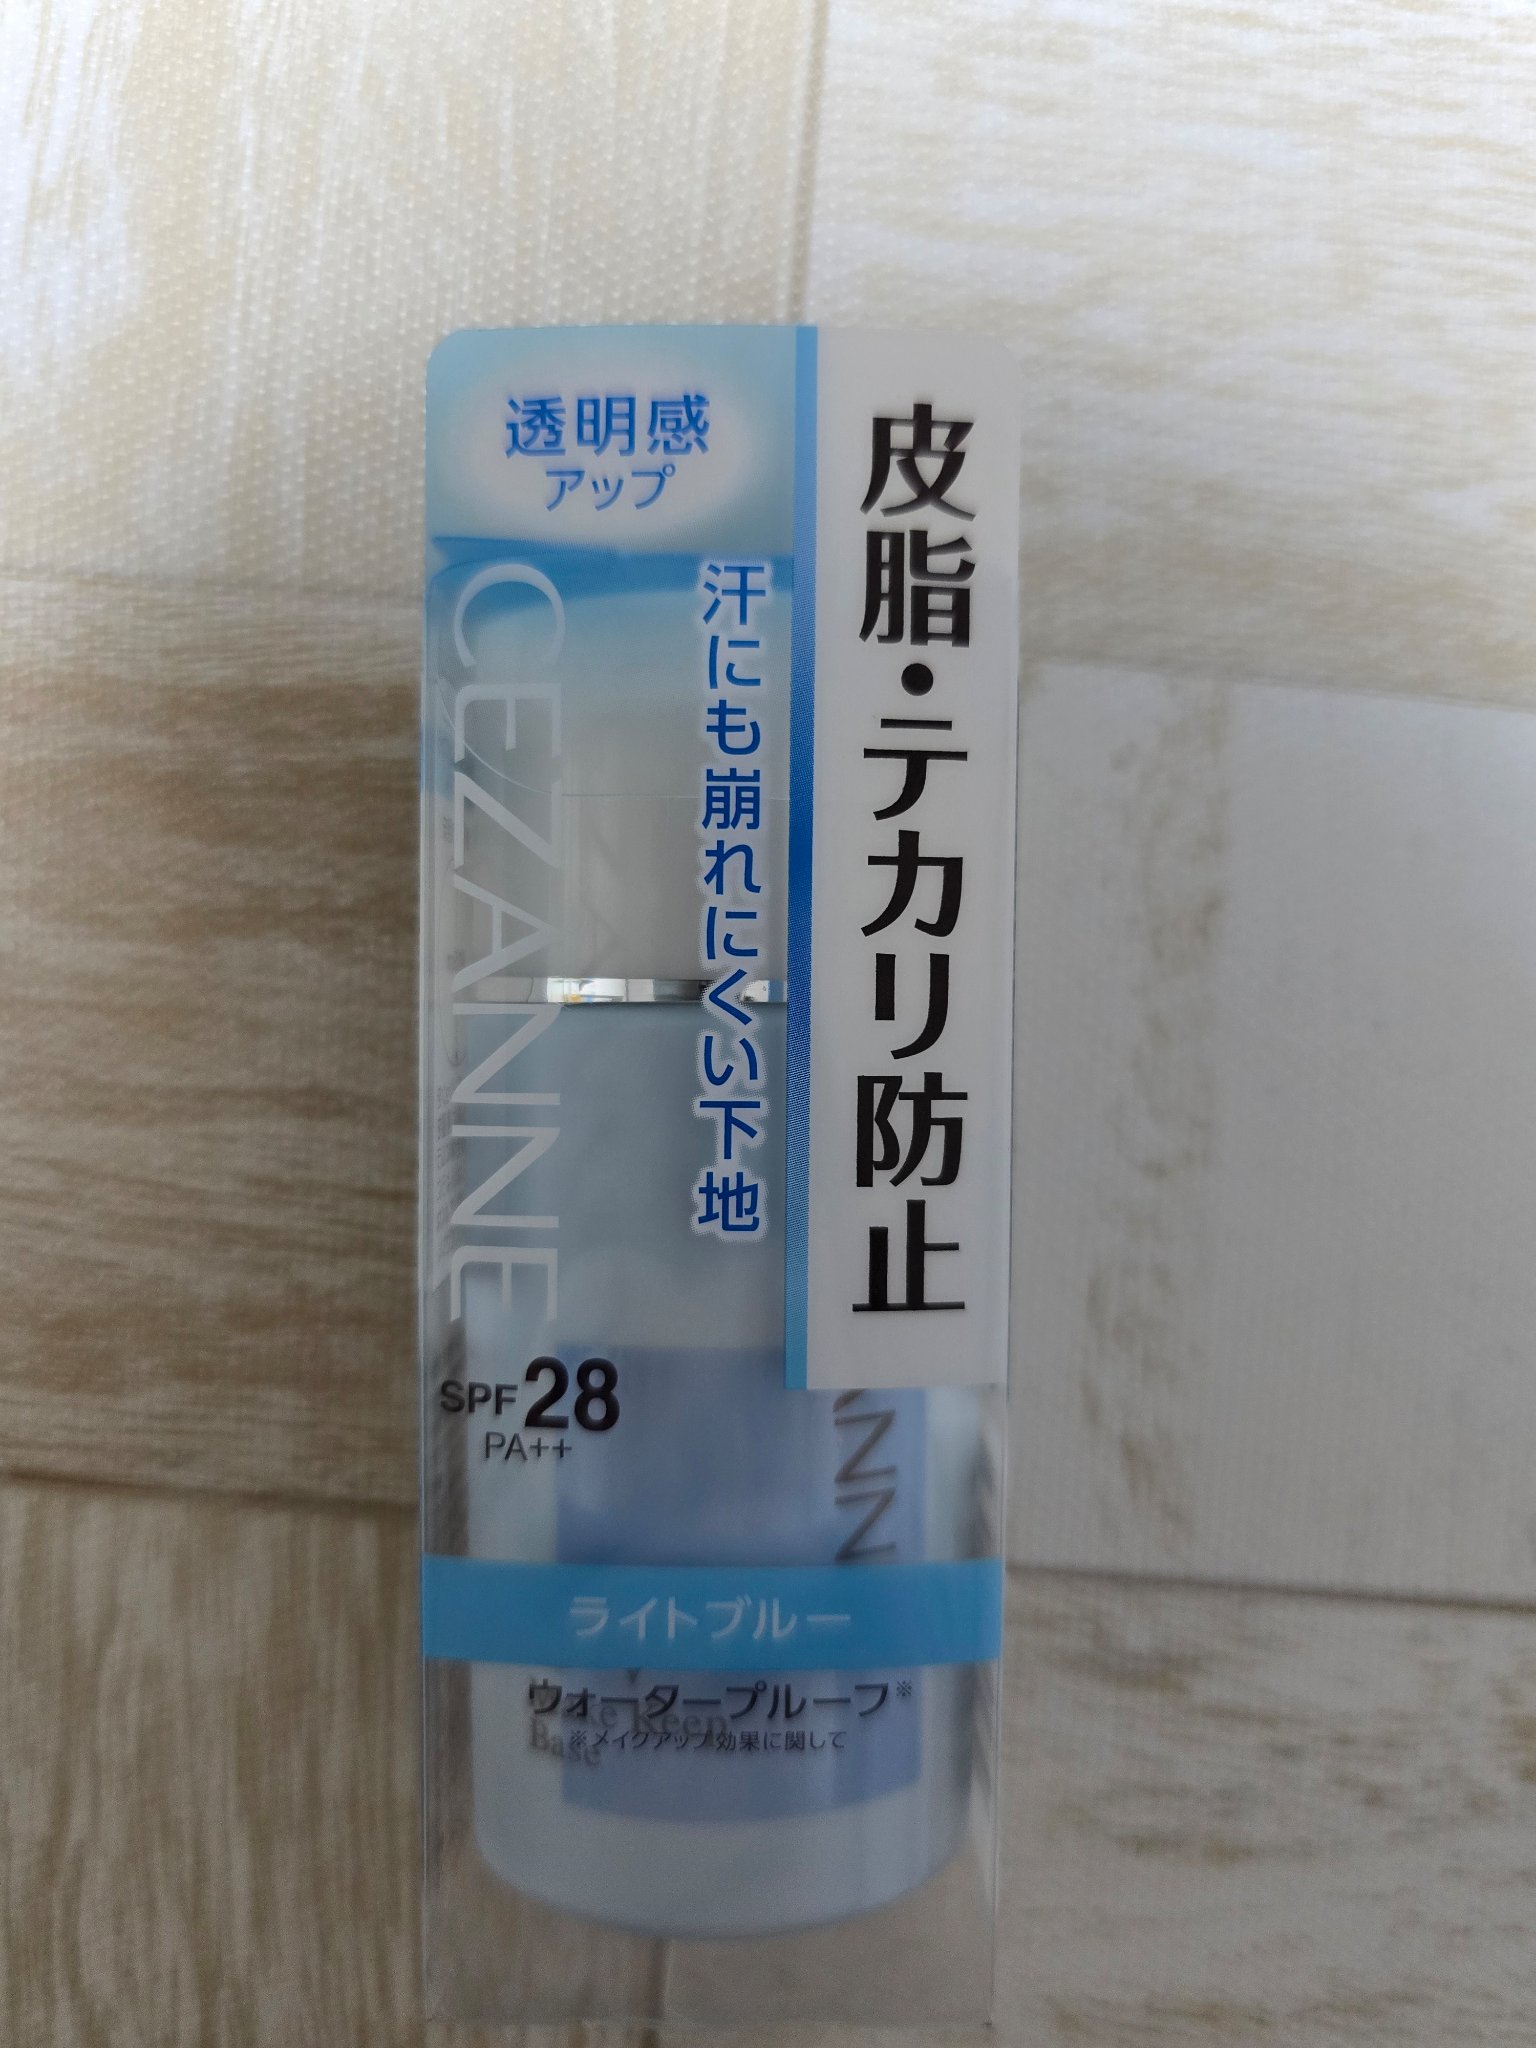 透明感
アップ
皮脂・テカリ防止
汗にも崩れにくい下地
CEZANNE
SPF28
PA++
ライトブルー
ウォータープルーフ※
※メイクアップ効果に関して
Keep
Base